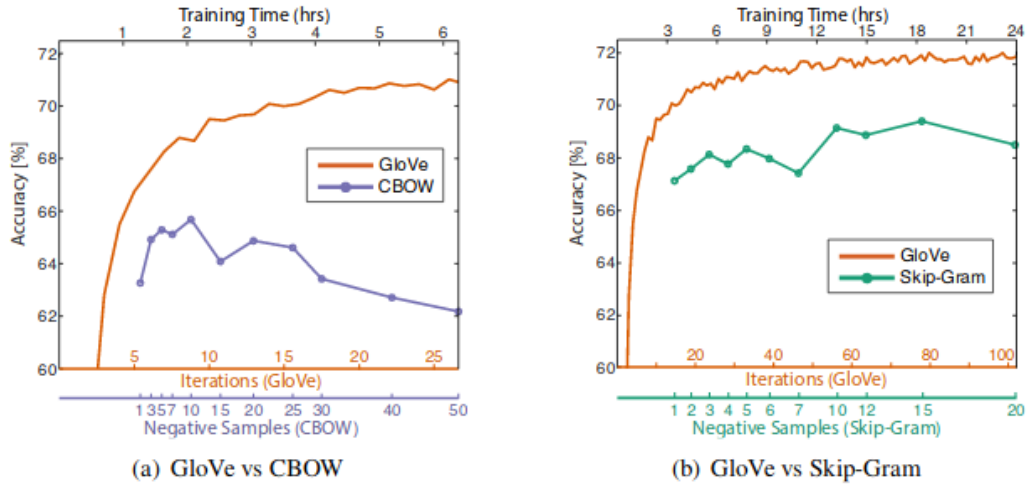 Training Time (hrs)
1 2 3 4 5 6
72
70
68
66
64
62
60
Accuracy [%]
GloVe
CBOW
5 10 15 20 25
Iterations (GloVe)
1 3 5 7 10 15 20 25 30 40 50
Negative Samples (CBOW)
(a) GloVe vs CBOW
Training Time (hrs)
3 6 9 12 15 18 21 24
72
70
68
66
64
62
60
Accuracy [%]
GloVe
Skip-Gram
20 40 60 80 100
Iterations (GloVe)
1 2 3 4 5 6 7 10 12 15 20
Negative Samples (Skip-Gram)
(b) GloVe vs Skip-Gram